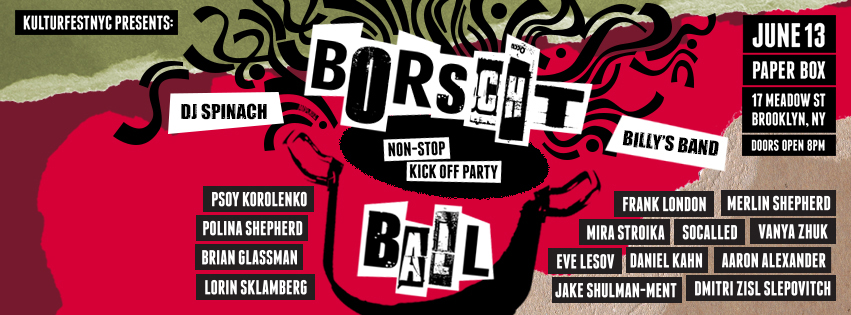 KULTURFESTNYC PRESENTS:
BORSCHT
BALL
NON-STOP
KICK OFF PARTY
DJ SPINACH
BILLY'S BAND
JUNE 13
PAPER BOX
17 MEADOW ST
BROOKLYN, NY
DOORS OPEN 8PM
PSOY KOROLENKO
POLINA SHEPHERD
BRIAN GLASSMAN
LORIN SKLAMBERG
FRANK LONDON
MERLIN SHEPHERD
MIRA STROIKA
SOCALLED
VANYA ZHUK
EVE LESOV
DANIEL KAHN
AARON ALEXANDER
JAKE SHULMAN-MENT
DMITRI ZISL SLEPOVITCH